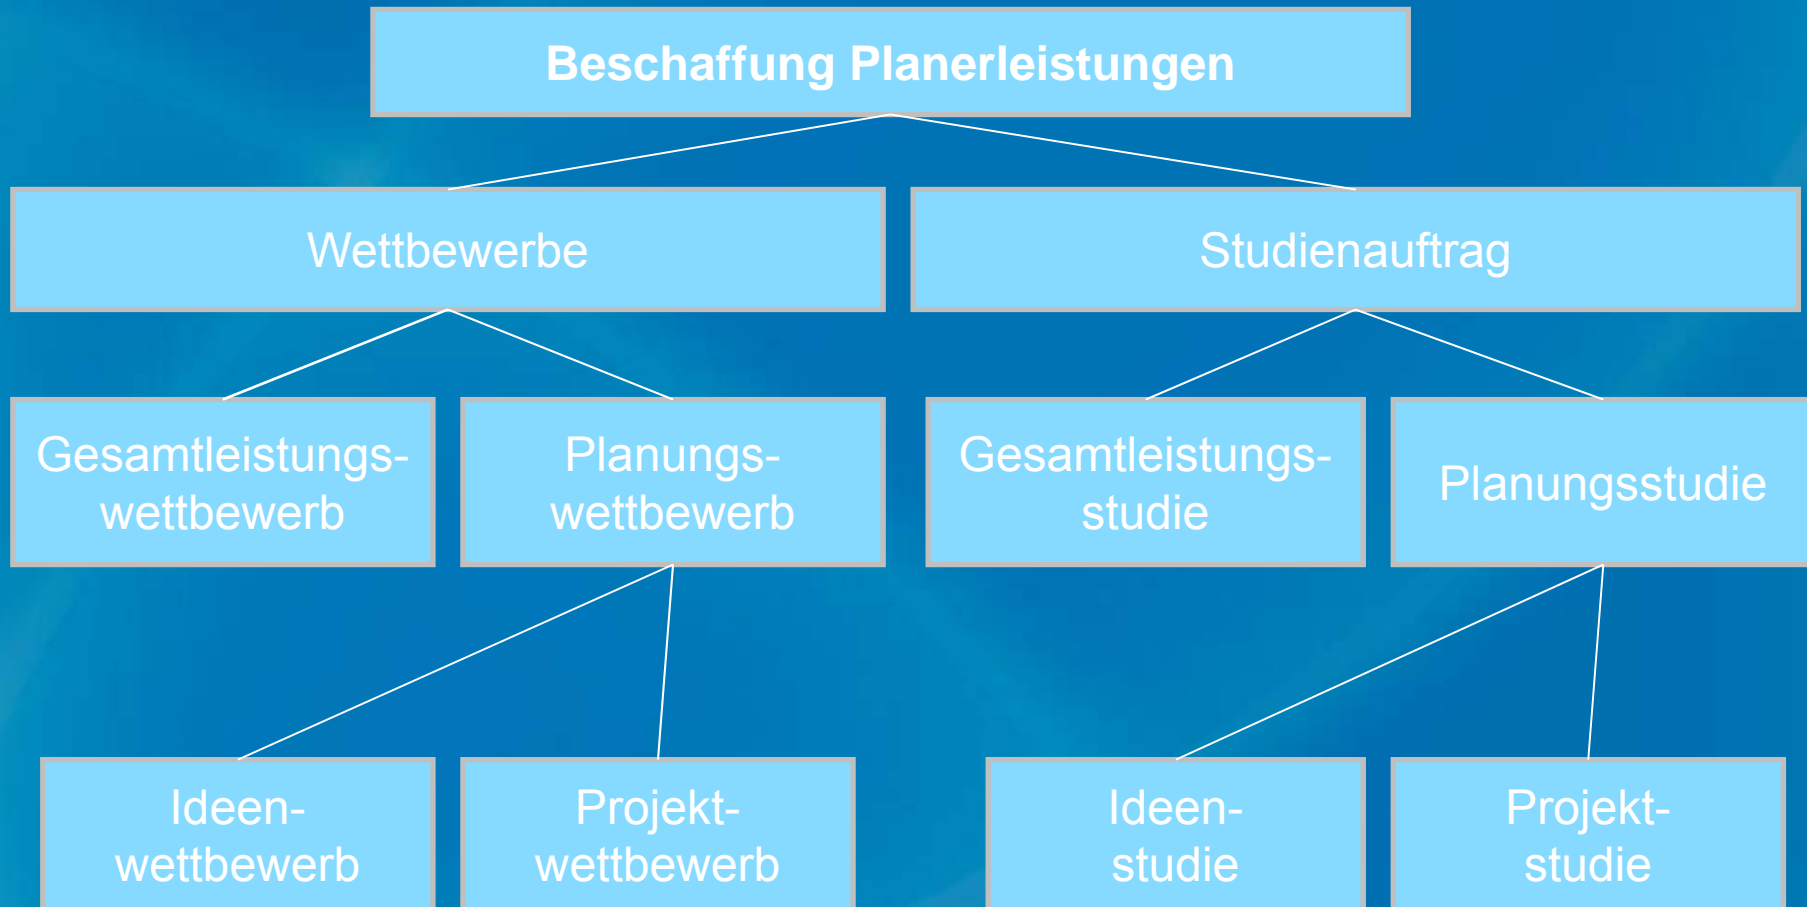 Beschaffung Planerleistungen
Wettbewerbe
Studienauftrag
Gesamtleistungs-
wettbewerb
Planungs-
wettbewerb
Gesamtleistungs-
studie
Planungsstudie
Ideen-
wettbewerb
Projekt-
wettbewerb
Ideen-
studie
Projekt-
studie